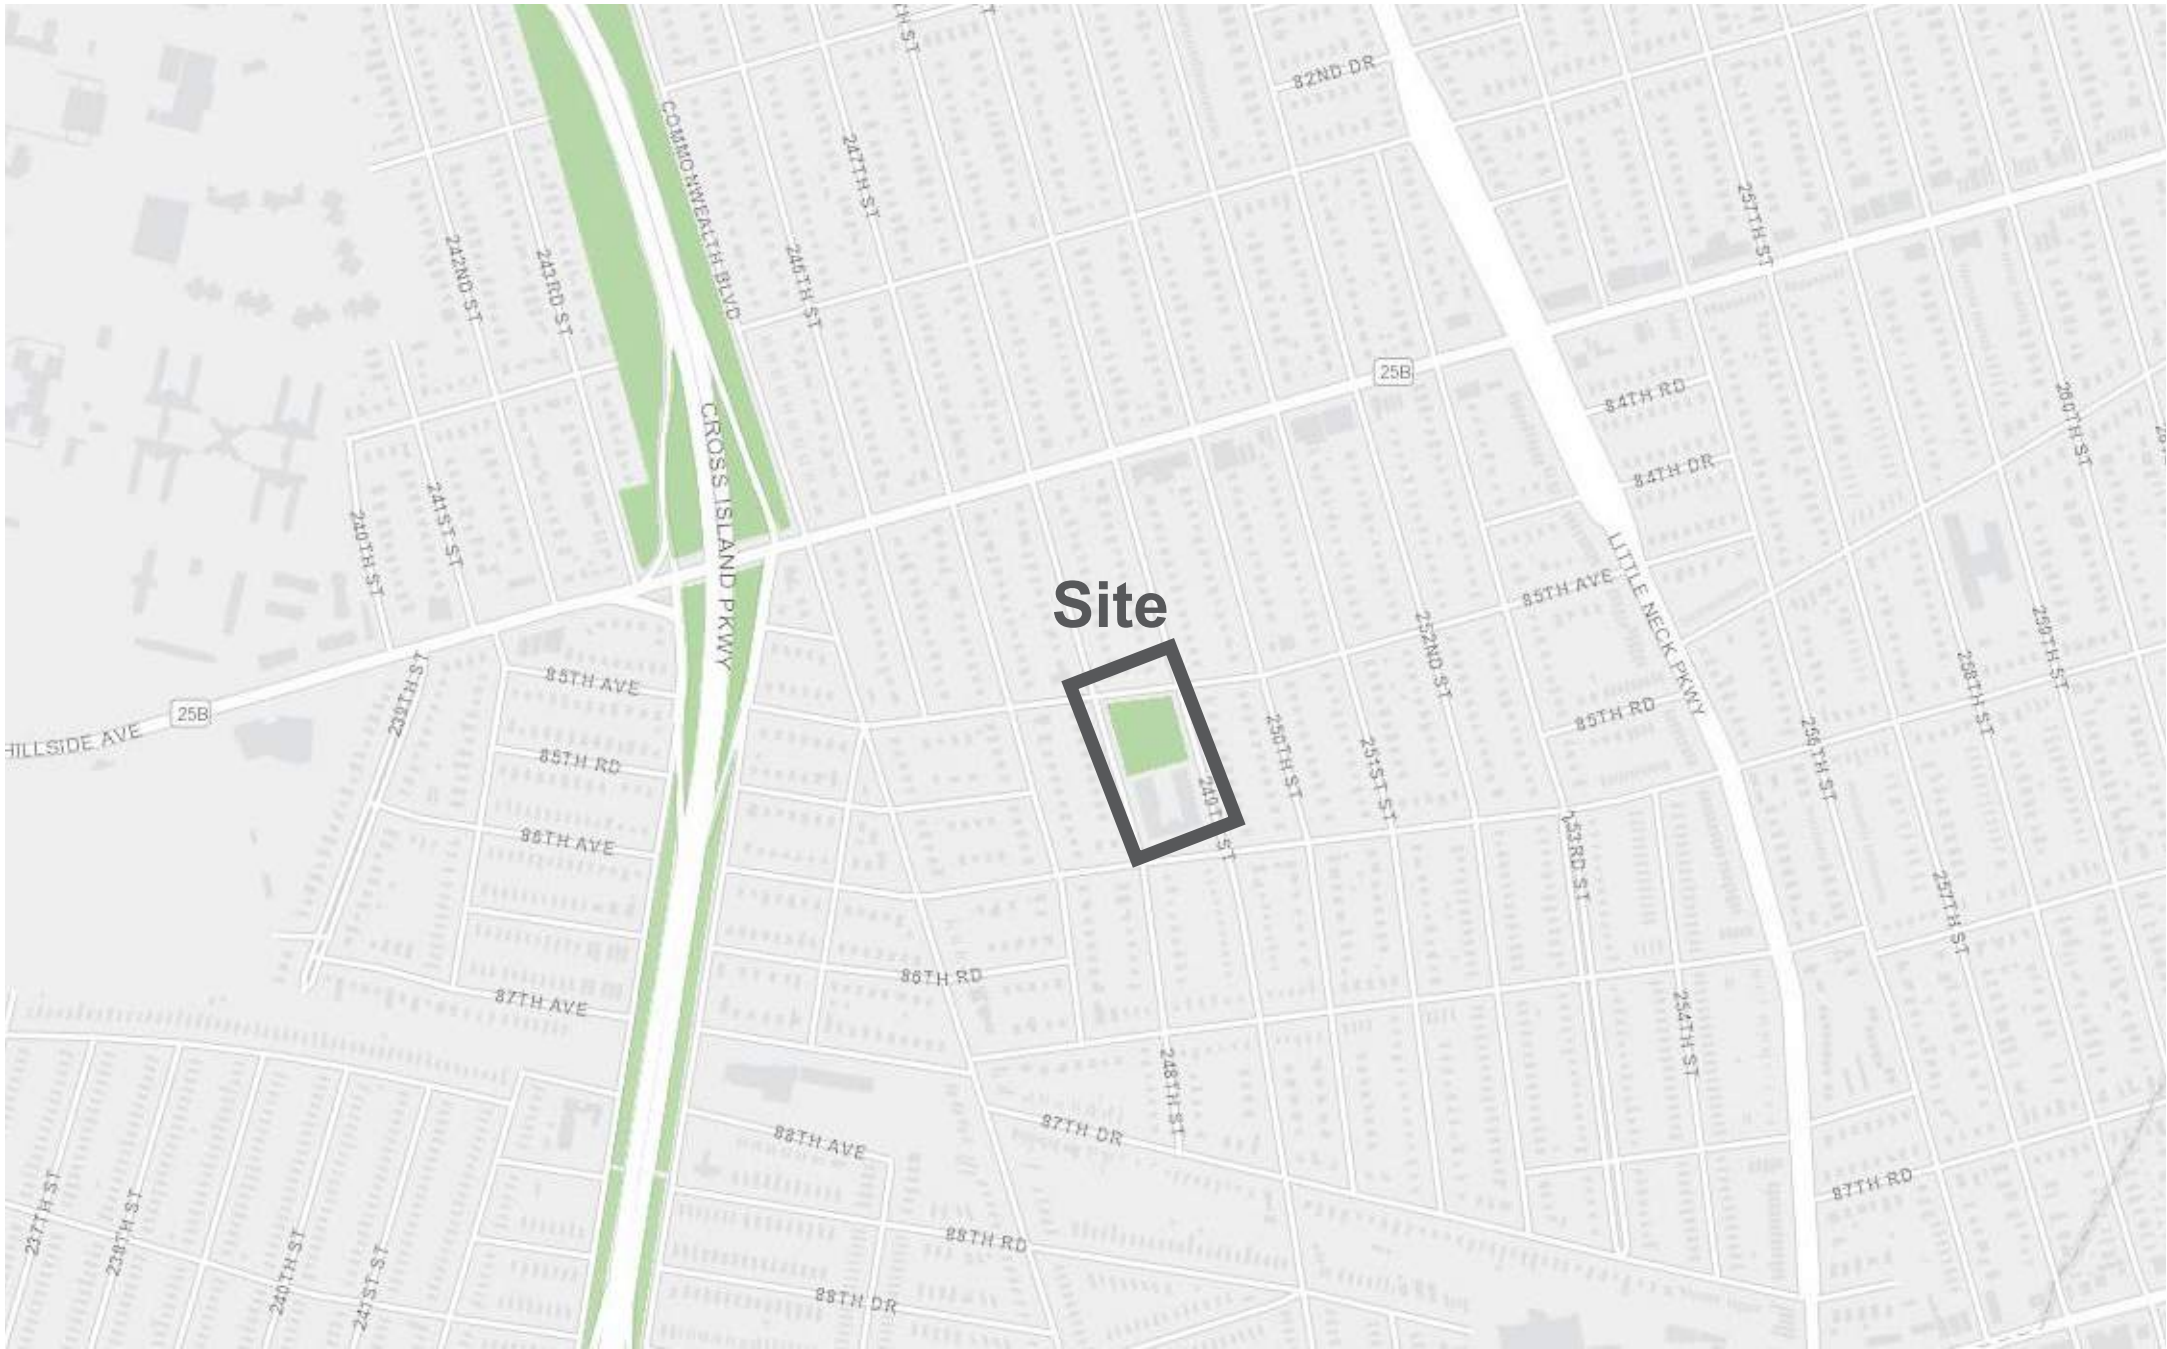 82ND DR
COMMONWEALTH BLVD
247TH ST
257TH ST
242ND ST
243RD ST
245TH ST
25B
84TH RD
260TH ST
CROSS ISLAND PKWY
84TH DR
241ST ST
240TH ST
LITTLE NECK PKWY
85TH AVE
Site
252ND ST
259TH ST
239TH ST
258TH ST
85TH AVE
25B
85TH RD
HILLSIDE AVE
250TH ST
256TH ST
251ST ST
85TH RD
249TH ST
86TH AVE
253RD ST
257TH ST
86TH RD
87TH AVE
254TH ST
248TH ST
87TH DR
88TH AVE
87TH RD
237TH ST
238TH ST
240TH ST
241ST ST
88TH RD
88TH DR